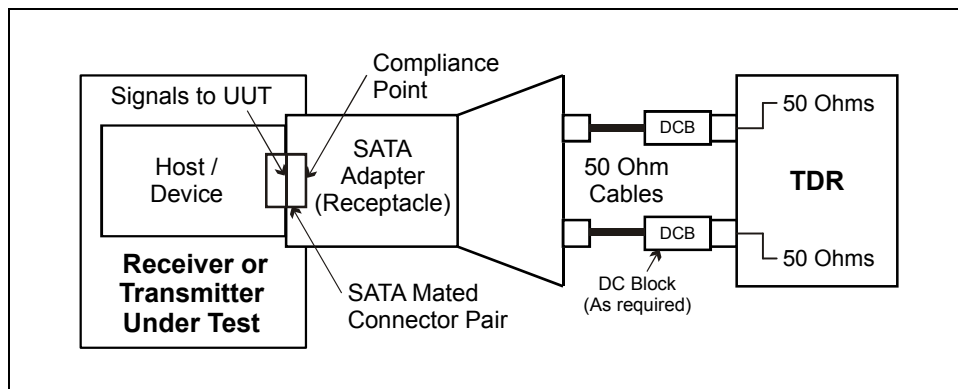 Compliance
Point
Signals to UUT
50 Ohms
DCB
Host /
Device
SATA
Adapter
(Receptacle)
50 Ohm
Cables
TDR
DCB
50 Ohms
Receiver or
Transmitter
Under Test
SATA Mated
Connector Pair
DC Block
(As required)